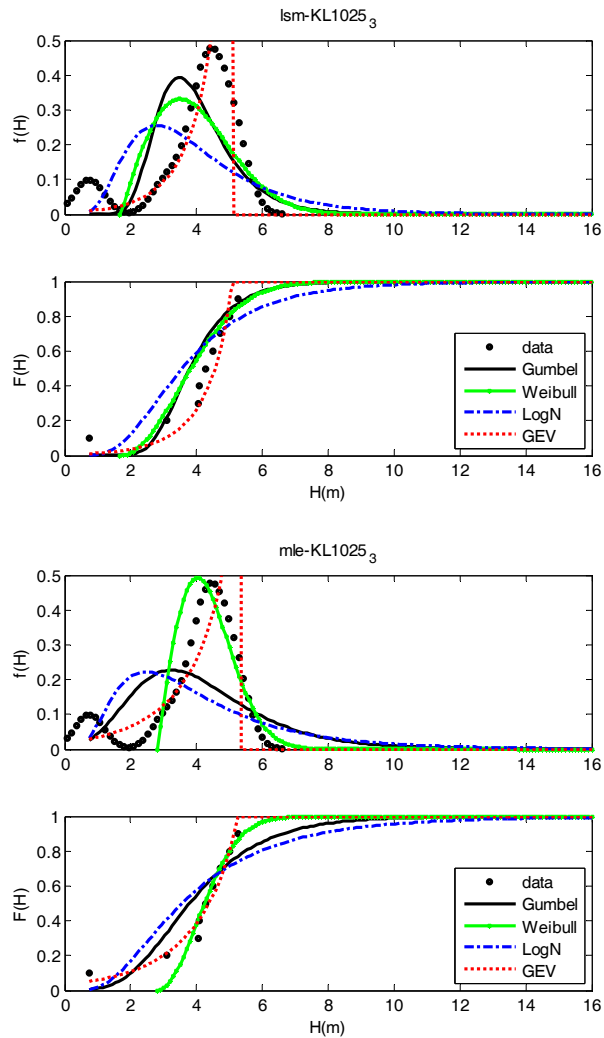 lsm-KL1025₃
0.5
0.4
0.3
0.2
0.1
0
f(H)
0 2 4 6 8 10 12 14 16
1
0.8
0.6
0.4
0.2
0
F(H)
data
Gumbel
Weibull
LogN
GEV
0 2 4 6 8 10 12 14 16
H(m)
mle-KL1025₃
0.5
0.4
0.3
0.2
0.1
0
f(H)
0 2 4 6 8 10 12 14 16
1
0.8
0.6
0.4
0.2
0
F(H)
data
Gumbel
Weibull
LogN
GEV
0 2 4 6 8 10 12 14 16
H(m)